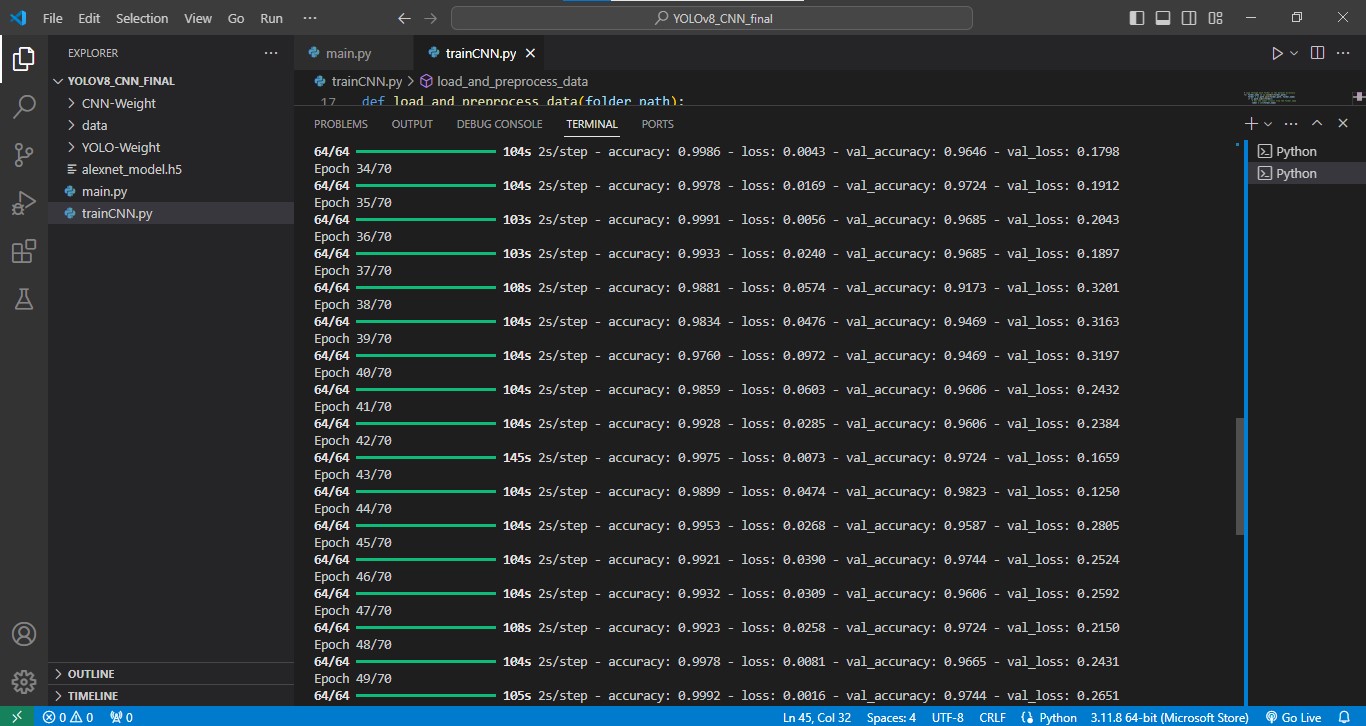 File Edit Selection View Go Run ··· YOLOv8_CNN_final
EXPLORER ···
YOLOV8_CNN_FINAL
CNN-Weight
data
YOLO-Weight
alexnet_model.h5
main.py
trainCNN.py
OUTLINE
TIMELINE
main.py trainCNN.py
trainCNN.py > load_and_preprocess_data
17 def load_and_preprocess_data(folder_path):
PROBLEMS OUTPUT DEBUG CONSOLE TERMINAL PORTS
64/64 104s 2s/step - accuracy: 0.9986 - loss: 0.0043 - val_accuracy: 0.9646 - val_loss: 0.1798
Epoch 34/70
64/64 104s 2s/step - accuracy: 0.9978 - loss: 0.0169 - val_accuracy: 0.9724 - val_loss: 0.1912
Epoch 35/70
64/64 103s 2s/step - accuracy: 0.9991 - loss: 0.0056 - val_accuracy: 0.9685 - val_loss: 0.2043
Epoch 36/70
64/64 103s 2s/step - accuracy: 0.9933 - loss: 0.0240 - val_accuracy: 0.9685 - val_loss: 0.1897
Epoch 37/70
64/64 108s 2s/step - accuracy: 0.9881 - loss: 0.0574 - val_accuracy: 0.9173 - val_loss: 0.3201
Epoch 38/70
64/64 104s 2s/step - accuracy: 0.9834 - loss: 0.0476 - val_accuracy: 0.9469 - val_loss: 0.3163
Epoch 39/70
64/64 104s 2s/step - accuracy: 0.9760 - loss: 0.0972 - val_accuracy: 0.9469 - val_loss: 0.3197
Epoch 40/70
64/64 104s 2s/step - accuracy: 0.9859 - loss: 0.0603 - val_accuracy: 0.9606 - val_loss: 0.2432
Epoch 41/70
64/64 104s 2s/step - accuracy: 0.9928 - loss: 0.0285 - val_accuracy: 0.9606 - val_loss: 0.2384
Epoch 42/70
64/64 145s 2s/step - accuracy: 0.9975 - loss: 0.0073 - val_accuracy: 0.9724 - val_loss: 0.1659
Epoch 43/70
64/64 104s 2s/step - accuracy: 0.9899 - loss: 0.0474 - val_accuracy: 0.9823 - val_loss: 0.1250
Epoch 44/70
64/64 104s 2s/step - accuracy: 0.9953 - loss: 0.0268 - val_accuracy: 0.9587 - val_loss: 0.2805
Epoch 45/70
64/64 104s 2s/step - accuracy: 0.9921 - loss: 0.0390 - val_accuracy: 0.9744 - val_loss: 0.2524
Epoch 46/70
64/64 104s 2s/step - accuracy: 0.9932 - loss: 0.0309 - val_accuracy: 0.9606 - val_loss: 0.2592
Epoch 47/70
64/64 108s 2s/step - accuracy: 0.9923 - loss: 0.0258 - val_accuracy: 0.9724 - val_loss: 0.2150
Epoch 48/70
64/64 104s 2s/step - accuracy: 0.9978 - loss: 0.0081 - val_accuracy: 0.9665 - val_loss: 0.2431
Epoch 49/70
64/64 105s 2s/step - accuracy: 0.9992 - loss: 0.0016 - val_accuracy: 0.9744 - val_loss: 0.2651
Python
Python
0 0 0 Ln 45, Col 32 Spaces: 4 UTF-8 CRLF Python 3.11.8 64-bit (Microsoft Store) Go Live